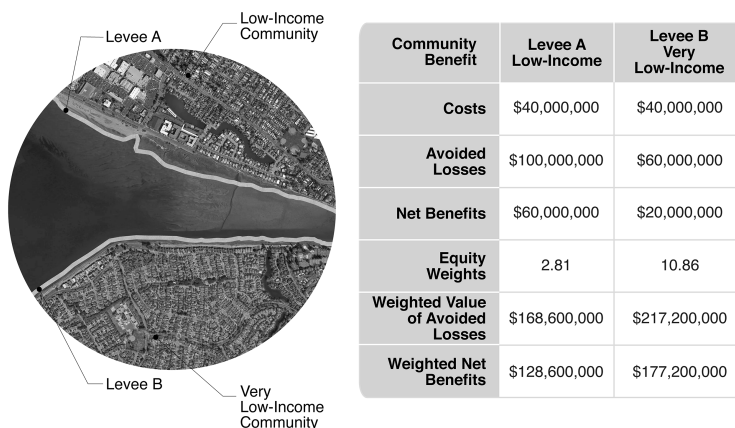 Levee A
Low-Income
Community
Levee B
Very
Low-Income
Community
Community
Benefit
Levee A
Low-Income
Levee B
Very
Low-Income
Costs
$40,000,000
$40,000,000
Avoided
Losses
$100,000,000
$60,000,000
Net Benefits
$60,000,000
$20,000,000
Equity
Weights
2.81
10.86
Weighted Value
of Avoided
Losses
$168,600,000
$217,200,000
Weighted Net
Benefits
$128,600,000
$177,200,000